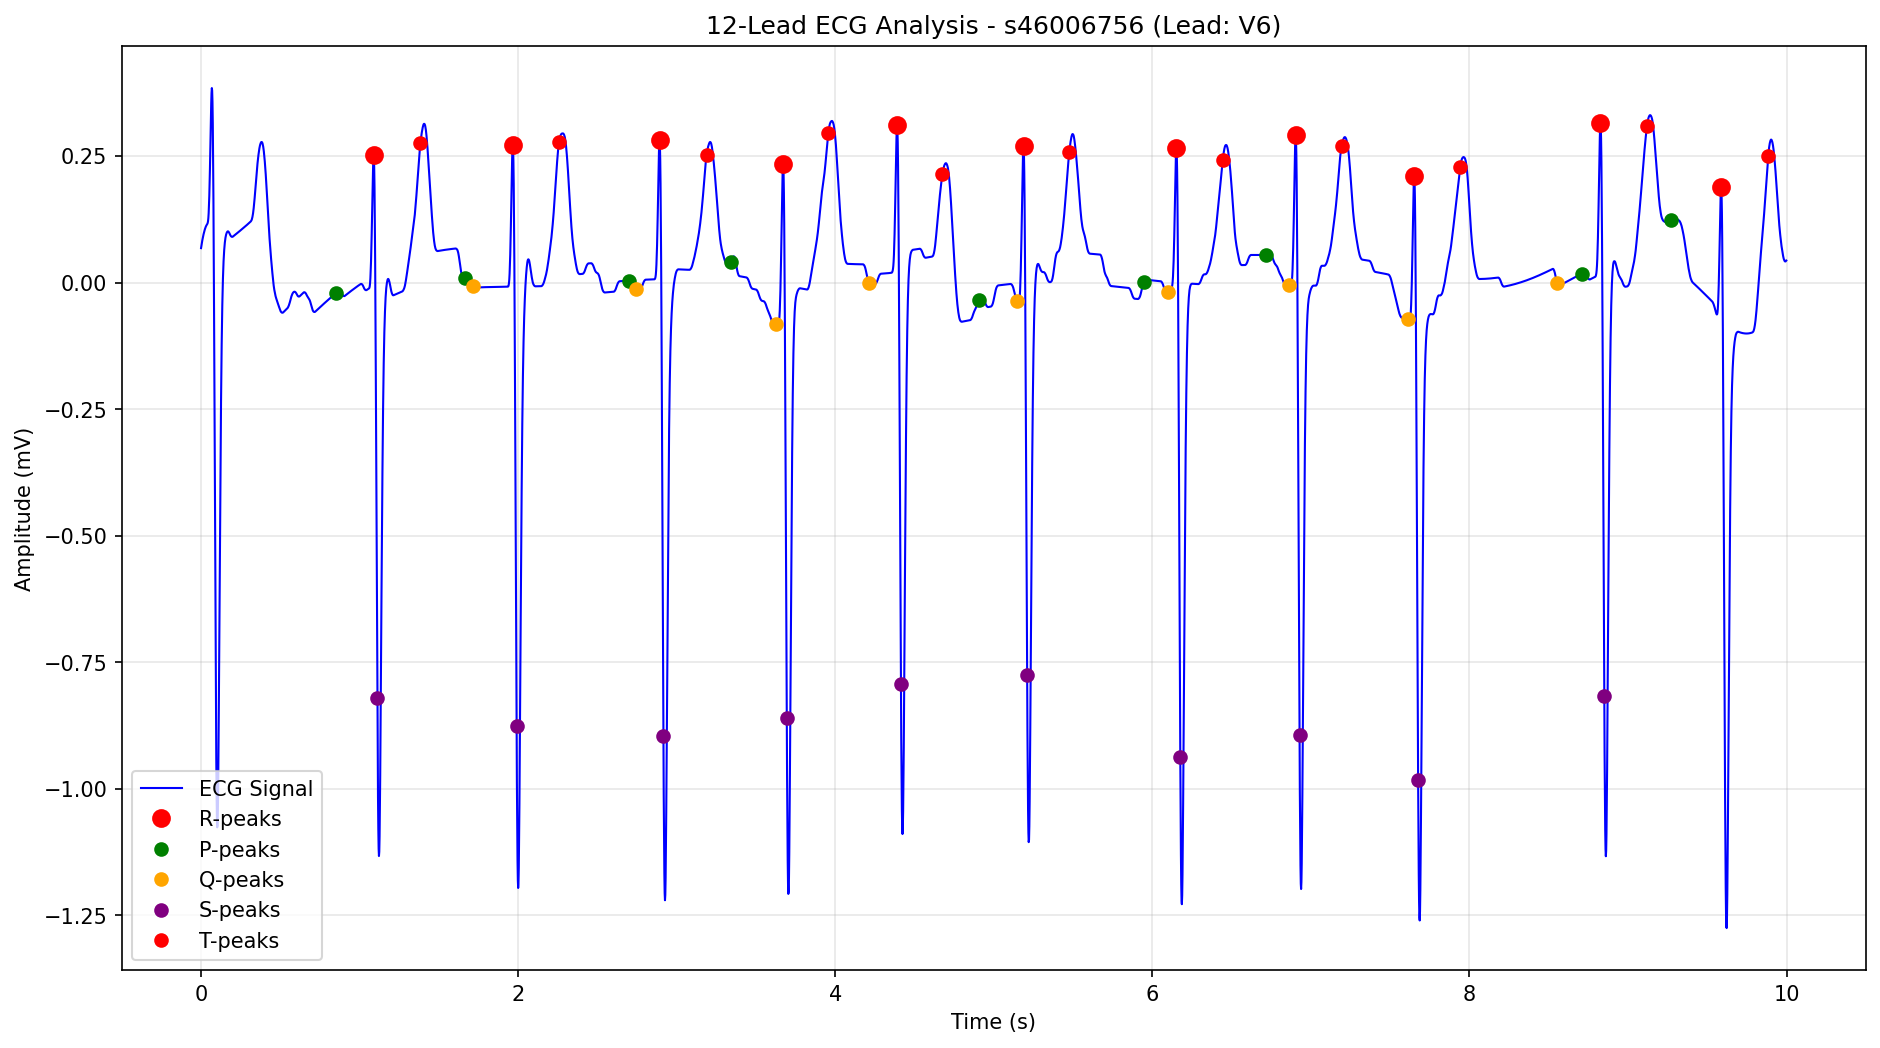 12-Lead ECG Analysis - s46006756 (Lead: V6)
Amplitude (mV)
0.25
0.00
−0.25
−0.50
−0.75
−1.00
−1.25
ECG Signal
R-peaks
P-peaks
Q-peaks
S-peaks
T-peaks
0 2 4 6 8 10
Time (s)